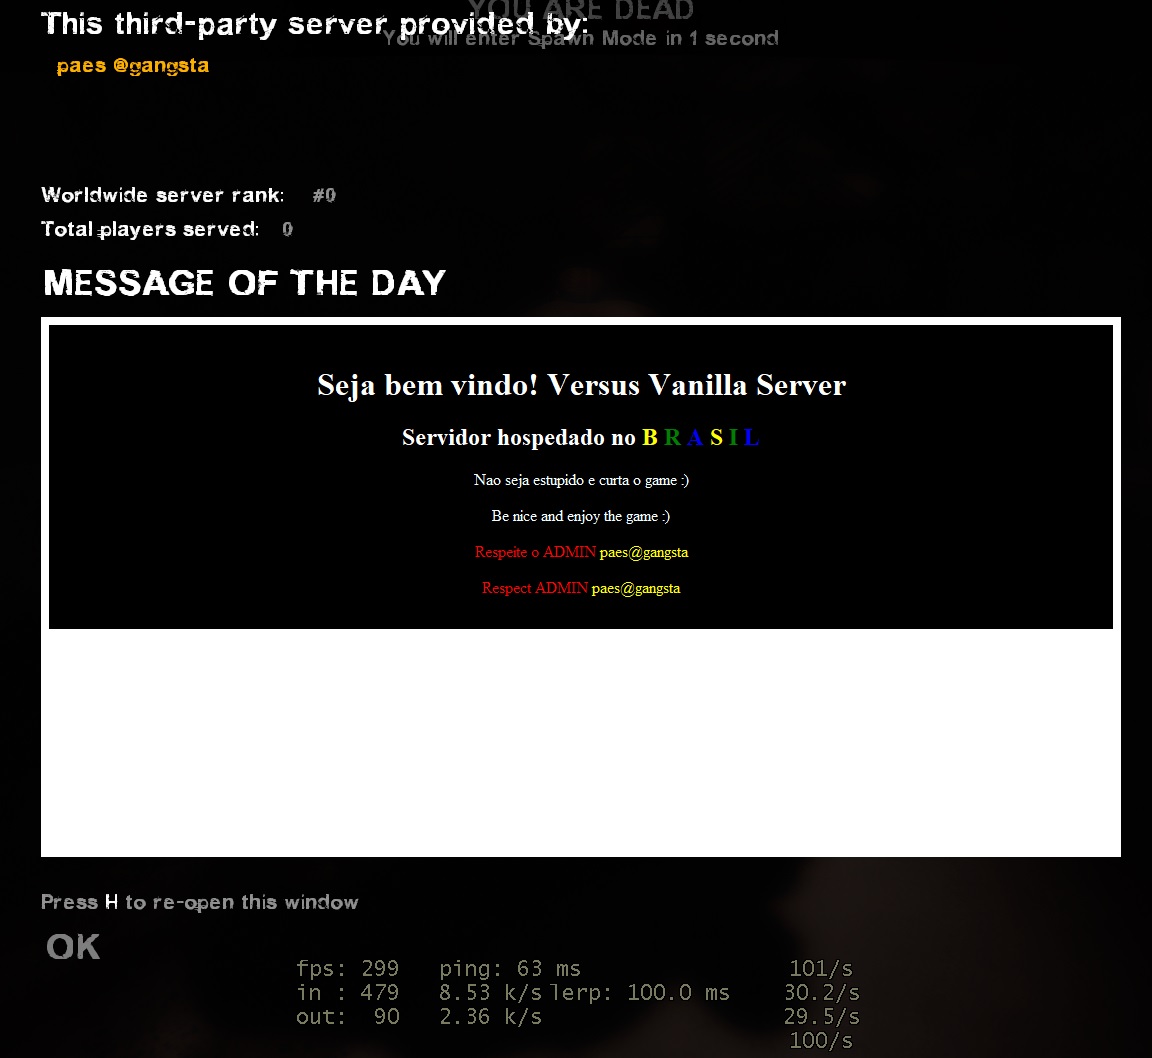 YOU ARE DEAD
This third-party server provided by:
You will enter Spawn Mode in 1 second
paes @gangsta
Worldwide server rank: #0
Total players served: 0
MESSAGE OF THE DAY
Seja bem vindo! Versus Vanilla Server
Servidor hospedado no B R A S I L
Nao seja estupido e curta o game :)
Be nice and enjoy the game :)
Respeite o ADMIN paes@gangsta
Respect ADMIN paes@gangsta
Press H to re-open this window
OK
fps: 299 ping: 63 ms 101/s
in : 479 8.53 k/s lerp: 100.0 ms 30.2/s
out: 90 2.36 k/s 29.5/s
100/s